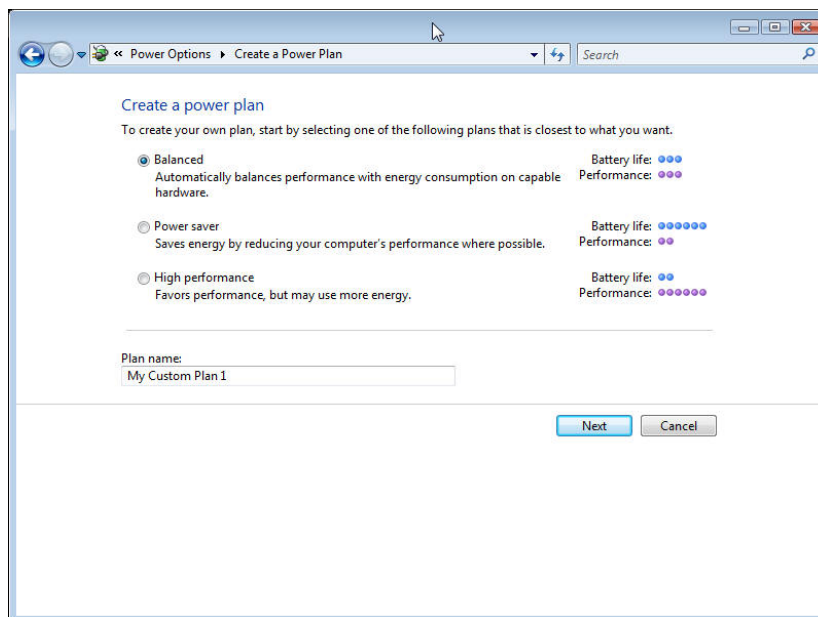 « Power Options Create a Power Plan
Search
Create a power plan
To create your own plan, start by selecting one of the following plans that is closest to what you want.
Balanced
Automatically balances performance with energy consumption on capable
hardware.
Battery life:
Performance:
Power saver
Saves energy by reducing your computer's performance where possible.
Battery life:
Performance:
High performance
Favors performance, but may use more energy.
Battery life:
Performance:
Plan name:
My Custom Plan 1
Next
Cancel